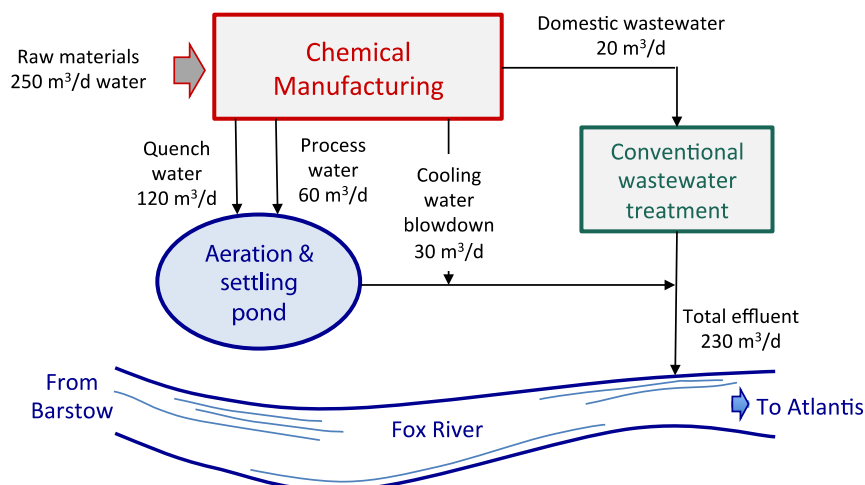 Raw materials
250 m³/d water
Chemical
Manufacturing
Domestic wastewater
20 m³/d
Quench
water
120 m³/d
Process
water
60 m³/d
Cooling
water
blowdown
30 m³/d
Conventional
wastewater
treatment
Aeration &
settling
pond
Total effluent
230 m³/d
From
Barstow
Fox River
To Atlantis